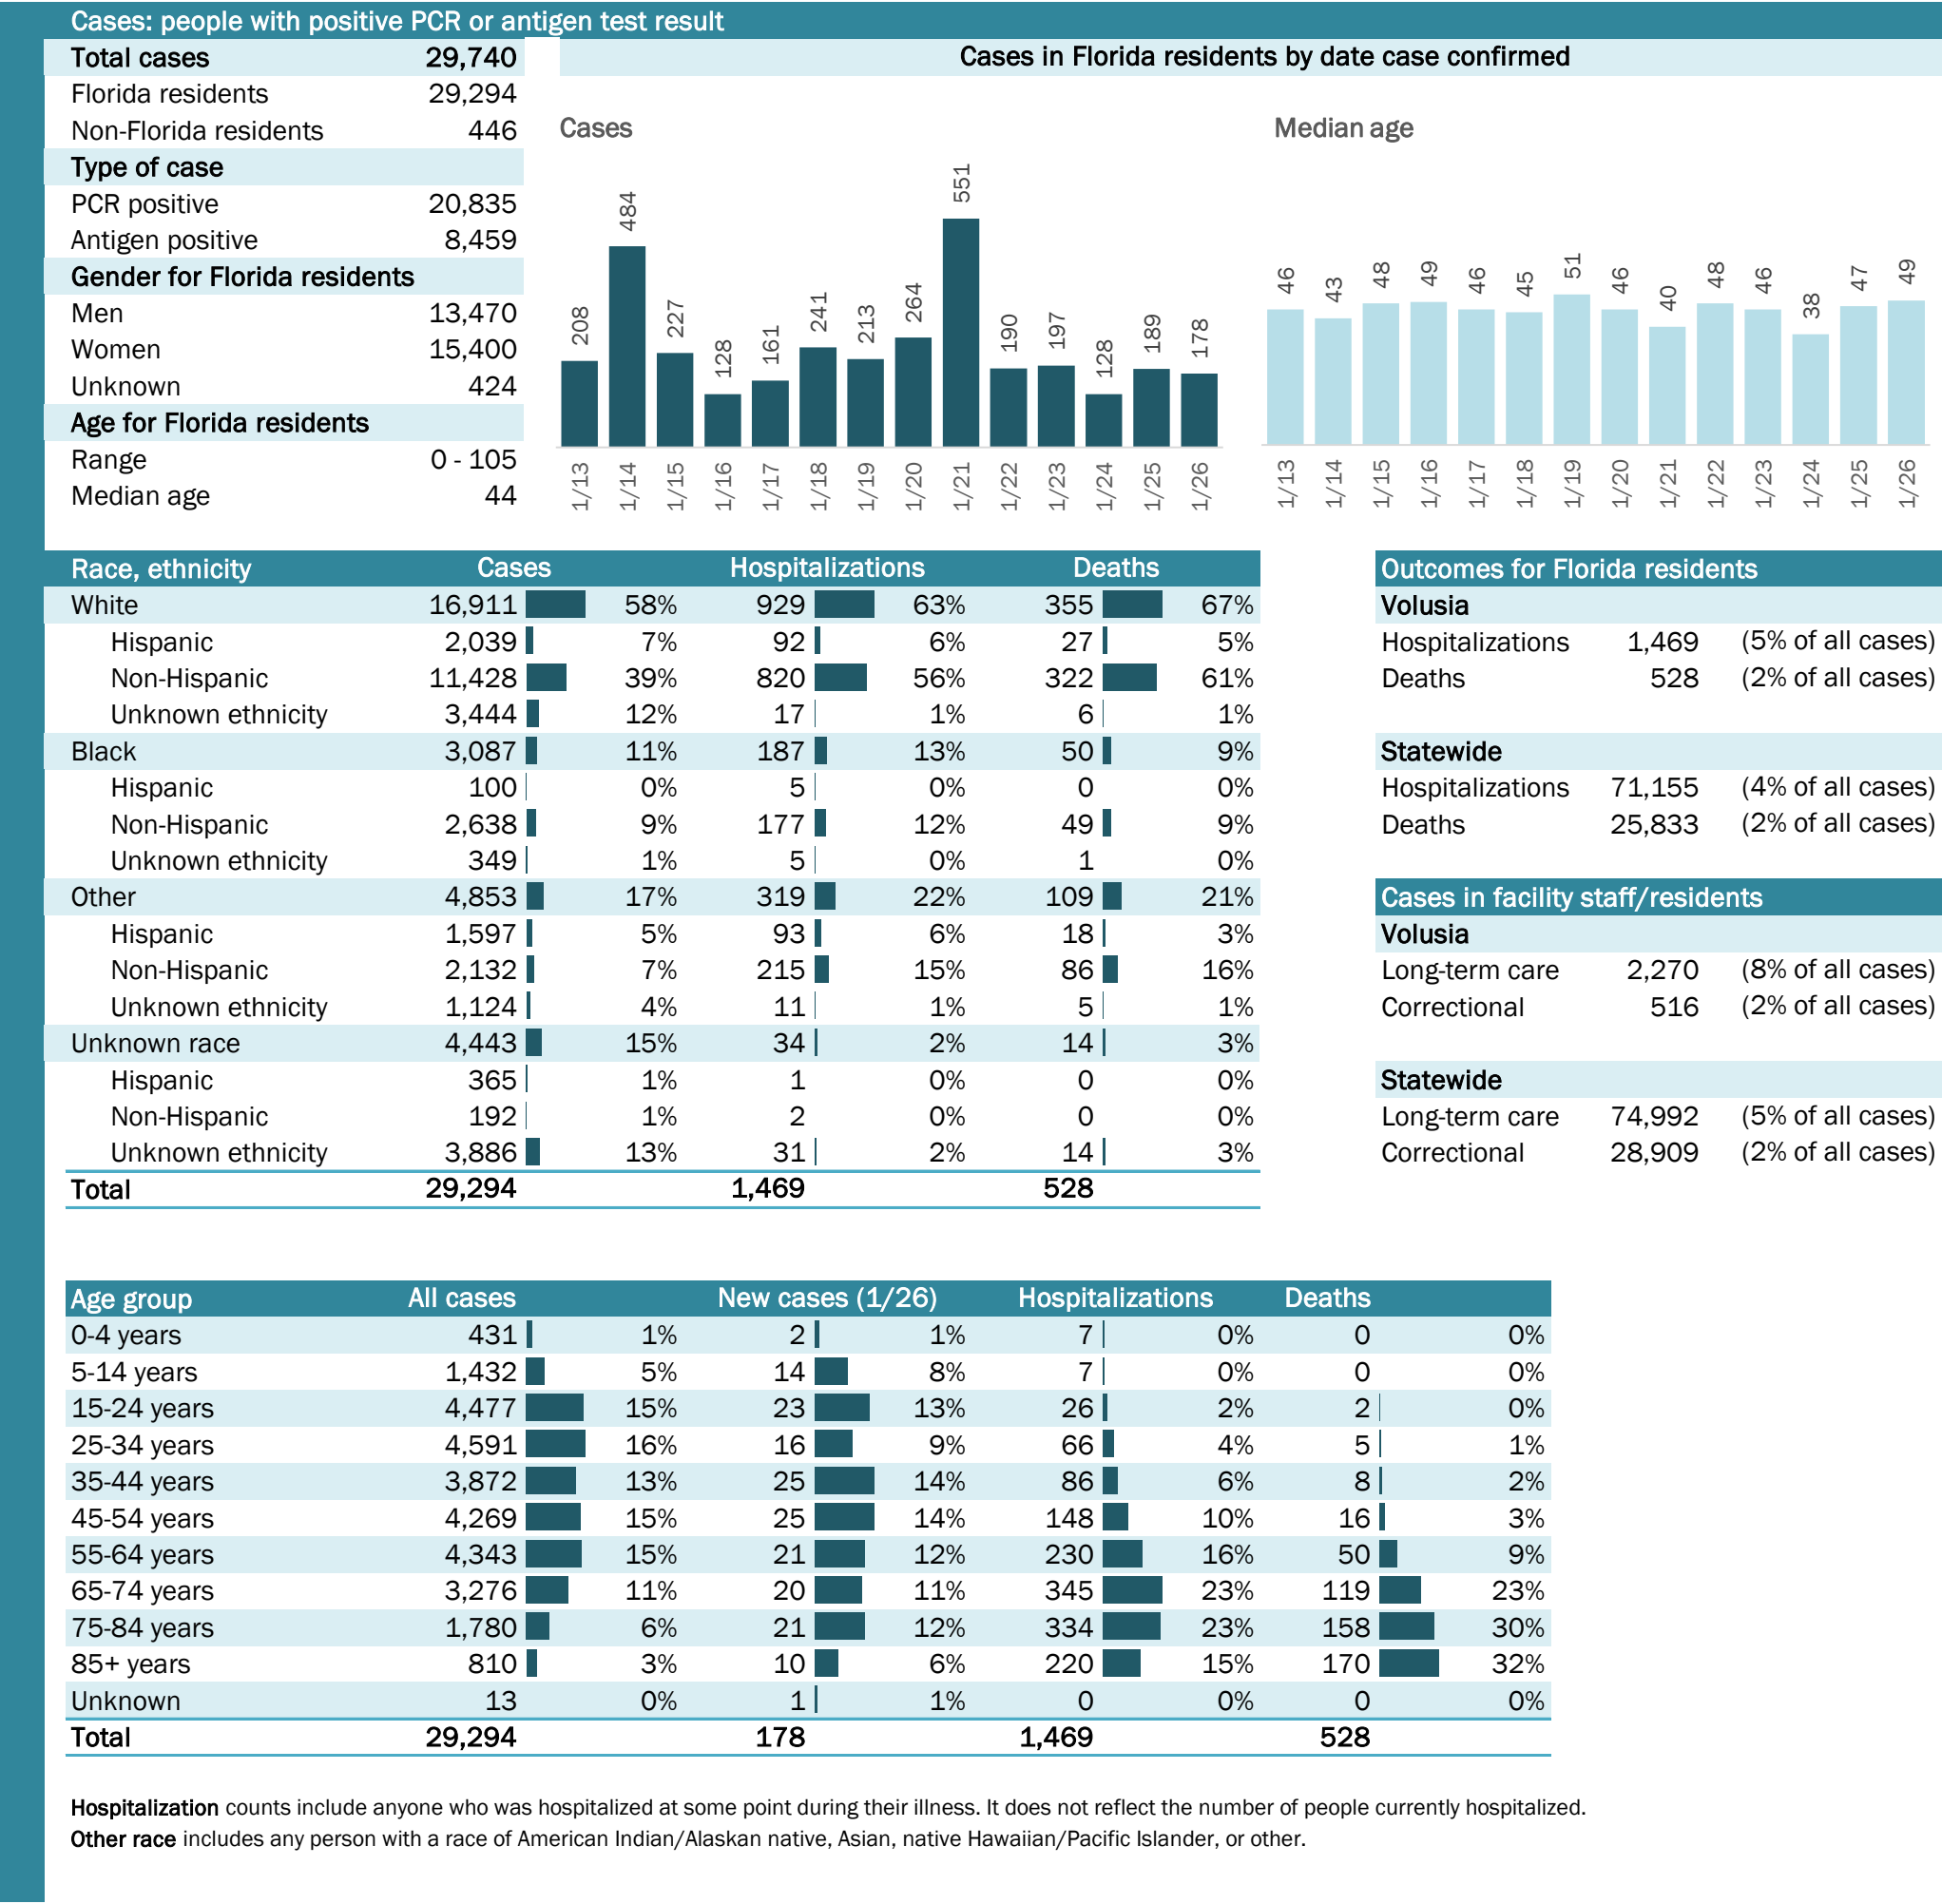 Cases: people with positive PCR or antigen test result
Total cases 29,740
Florida residents 29,294
Non-Florida residents 446
Type of case
PCR positive 20,835
Antigen positive 8,459
Gender for Florida residents
Men 13,470
Women 15,400
Unknown 424
Age for Florida residents
Range 0 - 105
Median age 44
Cases in Florida residents by date case confirmed
Cases
208 484 227 128 161 241 213 264 551 190 197 128 189 178
1/13 1/14 1/15 1/16 1/17 1/18 1/19 1/20 1/21 1/22 1/23 1/24 1/25 1/26
Median age
46 43 48 49 46 45 51 46 40 48 46 38 47 49
1/13 1/14 1/15 1/16 1/17 1/18 1/19 1/20 1/21 1/22 1/23 1/24 1/25 1/26
Race, ethnicity Cases Hospitalizations Deaths
White 16,911 58% 929 63% 355 67%
Hispanic 2,039 7% 92 6% 27 5%
Non-Hispanic 11,428 39% 820 56% 322 61%
Unknown ethnicity 3,444 12% 17 1% 6 1%
Black 3,087 11% 187 13% 50 9%
Hispanic 100 0% 5 0% 0 0%
Non-Hispanic 2,638 9% 177 12% 49 9%
Unknown ethnicity 349 1% 5 0% 1 0%
Other 4,853 17% 319 22% 109 21%
Hispanic 1,597 5% 93 6% 18 3%
Non-Hispanic 2,132 7% 215 15% 86 16%
Unknown ethnicity 1,124 4% 11 1% 5 1%
Unknown race 4,443 15% 34 2% 14 3%
Hispanic 365 1% 1 0% 0 0%
Non-Hispanic 192 1% 2 0% 0 0%
Unknown ethnicity 3,886 13% 31 2% 14 3%
Total 29,294 1,469 528
Outcomes for Florida residents
Volusia
Hospitalizations 1,469 (5% of all cases)
Deaths 528 (2% of all cases)
Statewide
Hospitalizations 71,155 (4% of all cases)
Deaths 25,833 (2% of all cases)
Cases in facility staff/residents
Volusia
Long-term care 2,270 (8% of all cases)
Correctional 516 (2% of all cases)
Statewide
Long-term care 74,992 (5% of all cases)
Correctional 28,909 (2% of all cases)
Age group All cases New cases (1/26) Hospitalizations Deaths
0-4 years 431 1% 2 1% 7 0% 0 0%
5-14 years 1,432 5% 14 8% 7 0% 0 0%
15-24 years 4,477 15% 23 13% 26 2% 2 0%
25-34 years 4,591 16% 16 9% 66 4% 5 1%
35-44 years 3,872 13% 25 14% 86 6% 8 2%
45-54 years 4,269 15% 25 14% 148 10% 16 3%
55-64 years 4,343 15% 21 12% 230 16% 50 9%
65-74 years 3,276 11% 20 11% 345 23% 119 23%
75-84 years 1,780 6% 21 12% 334 23% 158 30%
85+ years 810 3% 10 6% 220 15% 170 32%
Unknown 13 0% 1 1% 0 0% 0 0%
Total 29,294 178 1,469 528
Hospitalization counts include anyone who was hospitalized at some point during their illness. It does not reflect the number of people currently hospitalized.
Other race includes any person with a race of American Indian/Alaskan native, Asian, native Hawaiian/Pacific Islander, or other.